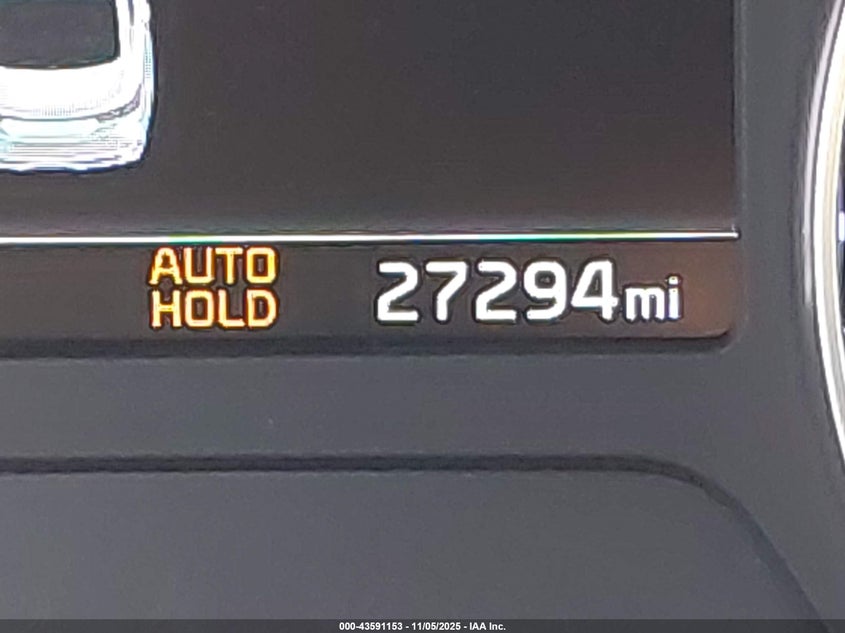 AUTO
HOLD
27294mi
000-43591153 - 11/05/2025 - IAA Inc.